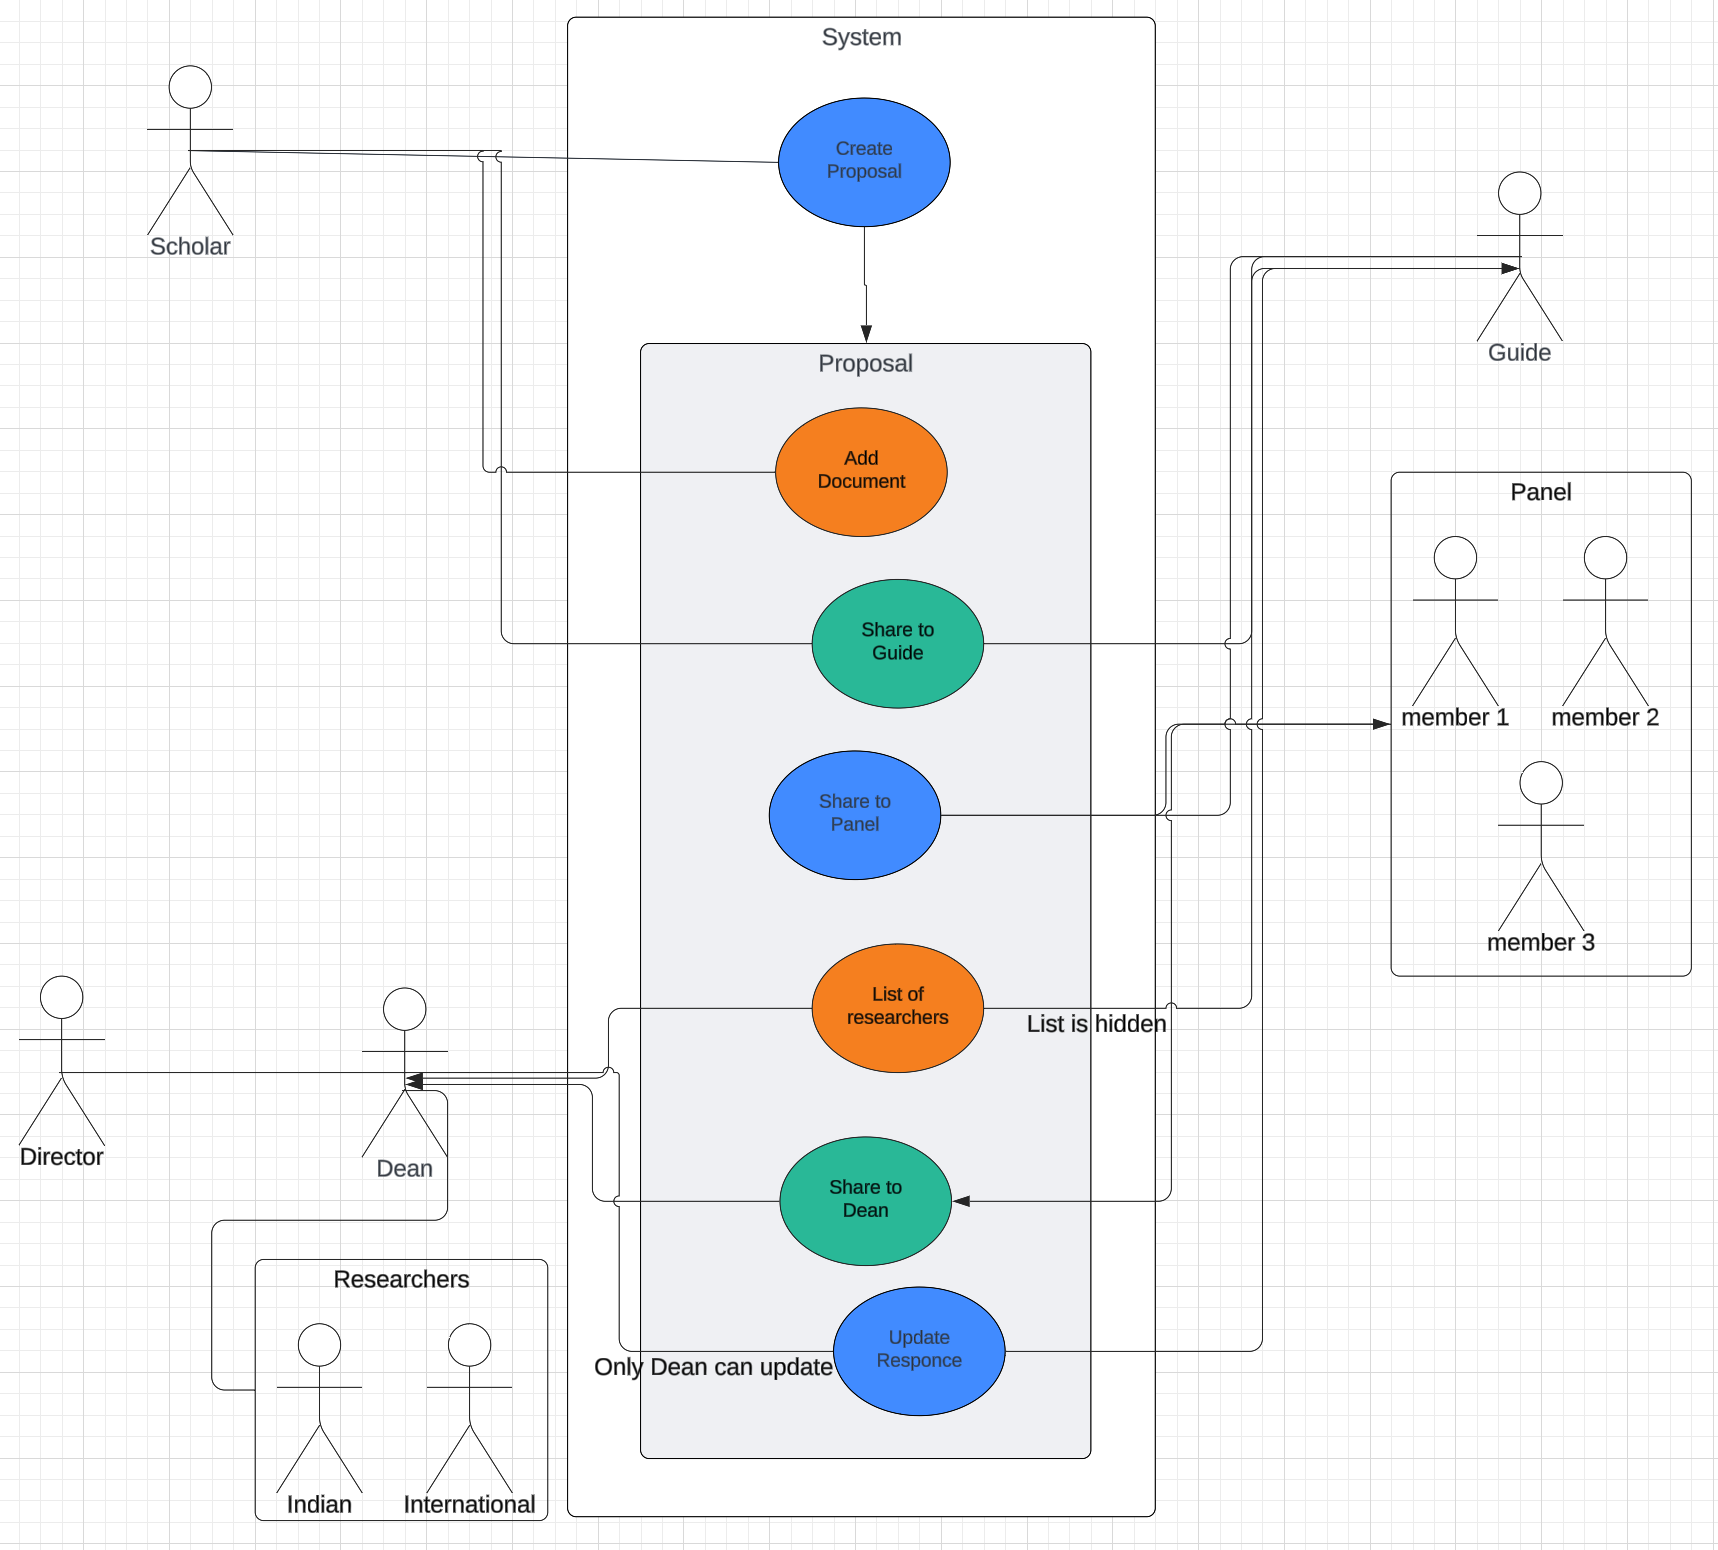 System
Create
Proposal
Scholar
Guide
Proposal
Add
Document
Panel
Share to
Guide
member 1
member 2
Share to
Panel
member 3
List of
researchers
List is hidden
Director
Dean
Share to
Dean
Researchers
Update
Responce
Only Dean can update
Indian
International